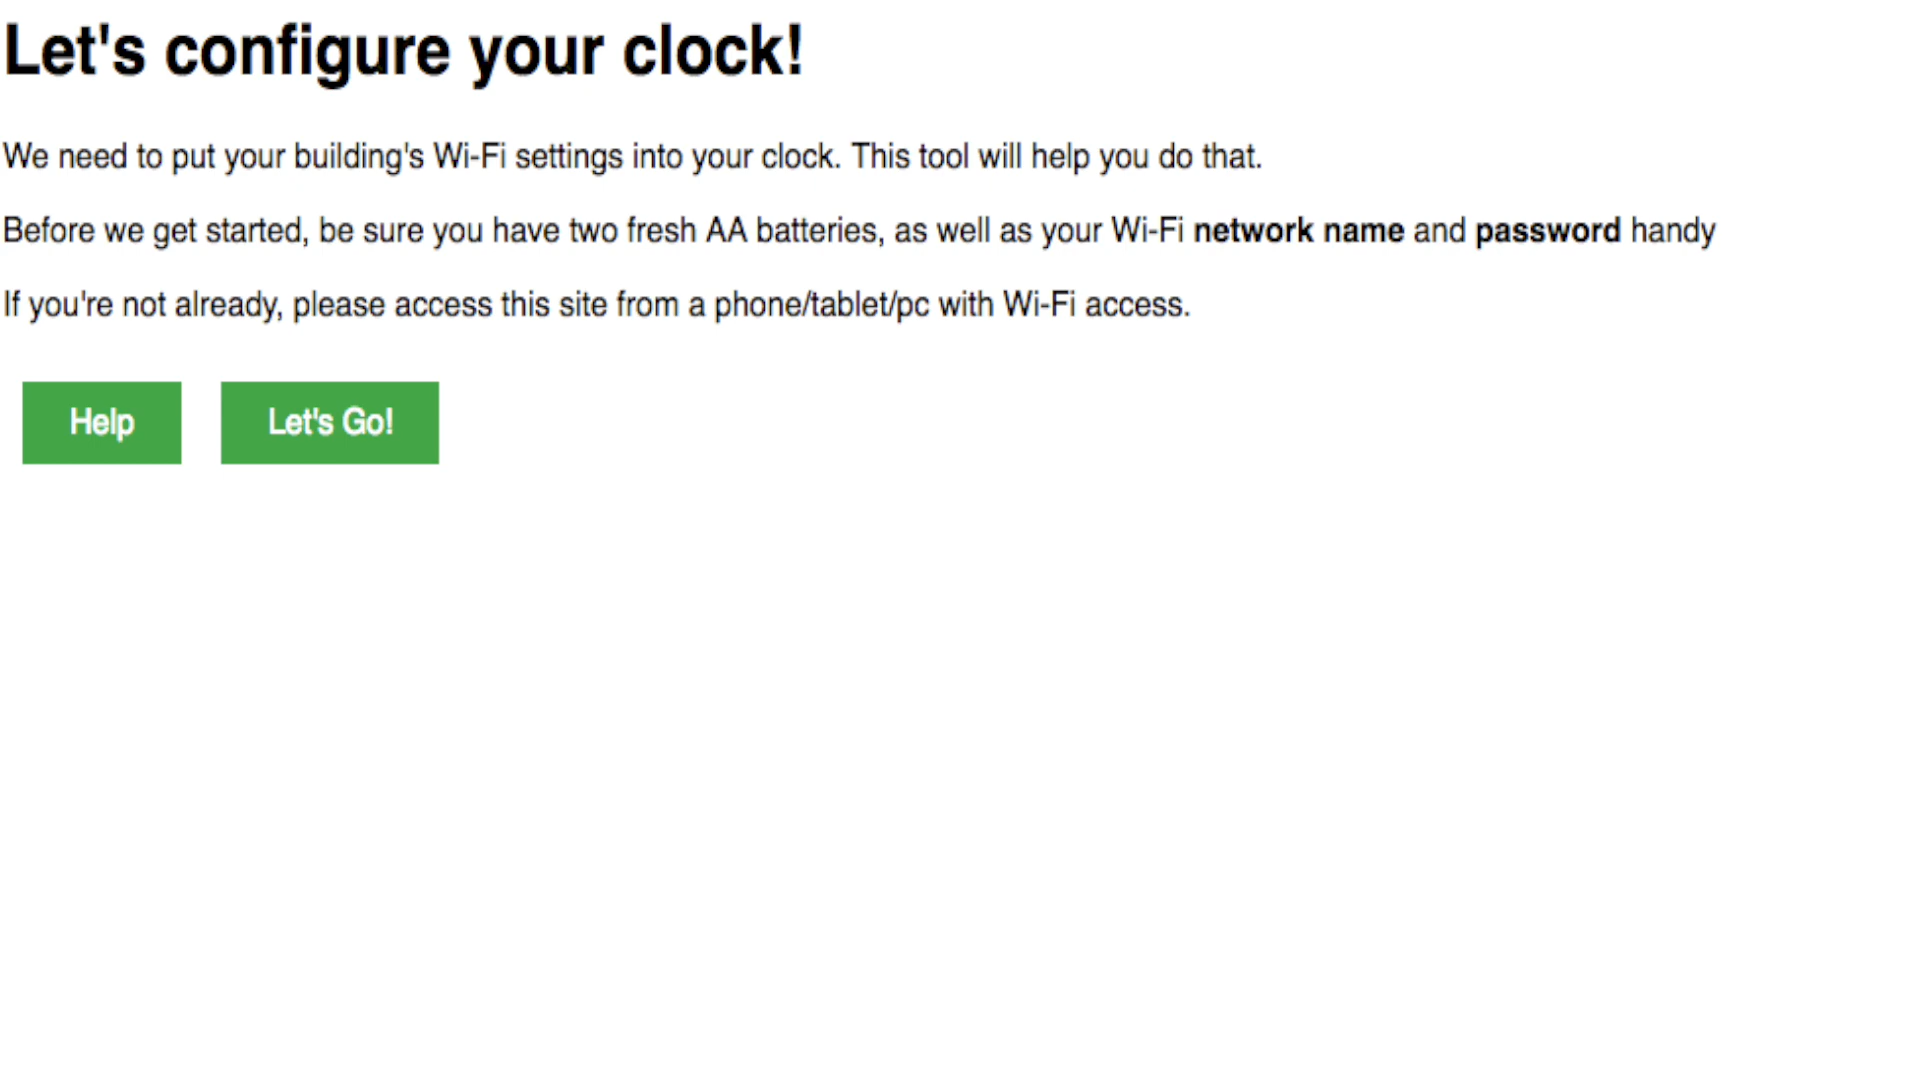 Let's configure your clock!
We need to put your building's Wi-Fi settings into your clock. This tool will help you do that.
Before we get started, be sure you have two fresh AA batteries, as well as your Wi-Fi network name and password handy
If you're not already, please access this site from a phone/tablet/pc with Wi-Fi access.
Help Let's Go!